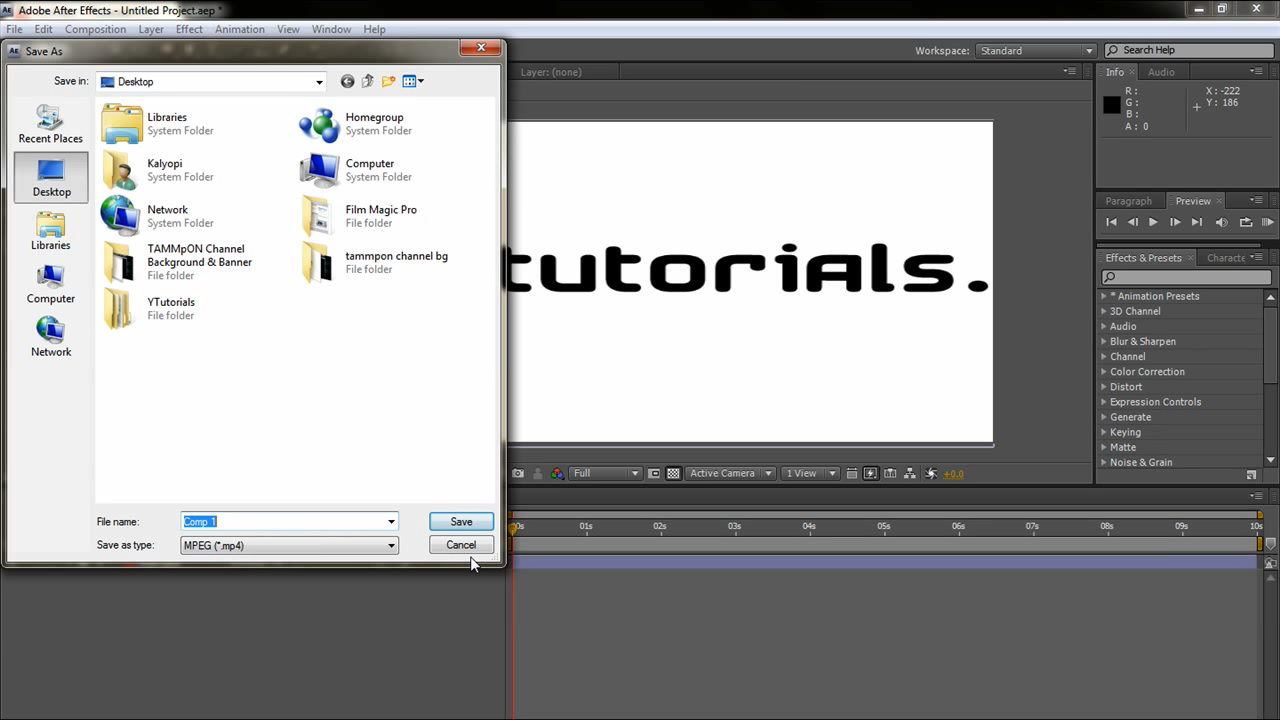 Adobe After Effects - Untitled Project.aep *
File Edit Composition Layer Effect Animation View Window Help
Save As
Workspace: Standard Search Help
Save in: Desktop
Layer: (none)
Info Audio
R: X: -222
G: Y: 186
B:
A: 0
Recent Places
Desktop
Libraries
Computer
Network
Libraries
System Folder
Homegroup
System Folder
Kalyopi
System Folder
Computer
System Folder
Network
System Folder
Film Magic Pro
File folder
TAMMpON Channel
Background & Banner
File folder
tammpon channel bg
File folder
YTutorials
File folder
tutorials.
Paragraph Preview
Effects & Presets Characte
* Animation Presets
3D Channel
Audio
Blur & Sharpen
Channel
Color Correction
Distort
Expression Controls
Generate
Keying
Matte
Noise & Grain
Full Active Camera 1 View +0.0
File name: Comp 1 Save
Save as type: MPEG (*.mp4) Cancel
0s 01s 02s 03s 04s 05s 06s 07s 08s 09s 10s